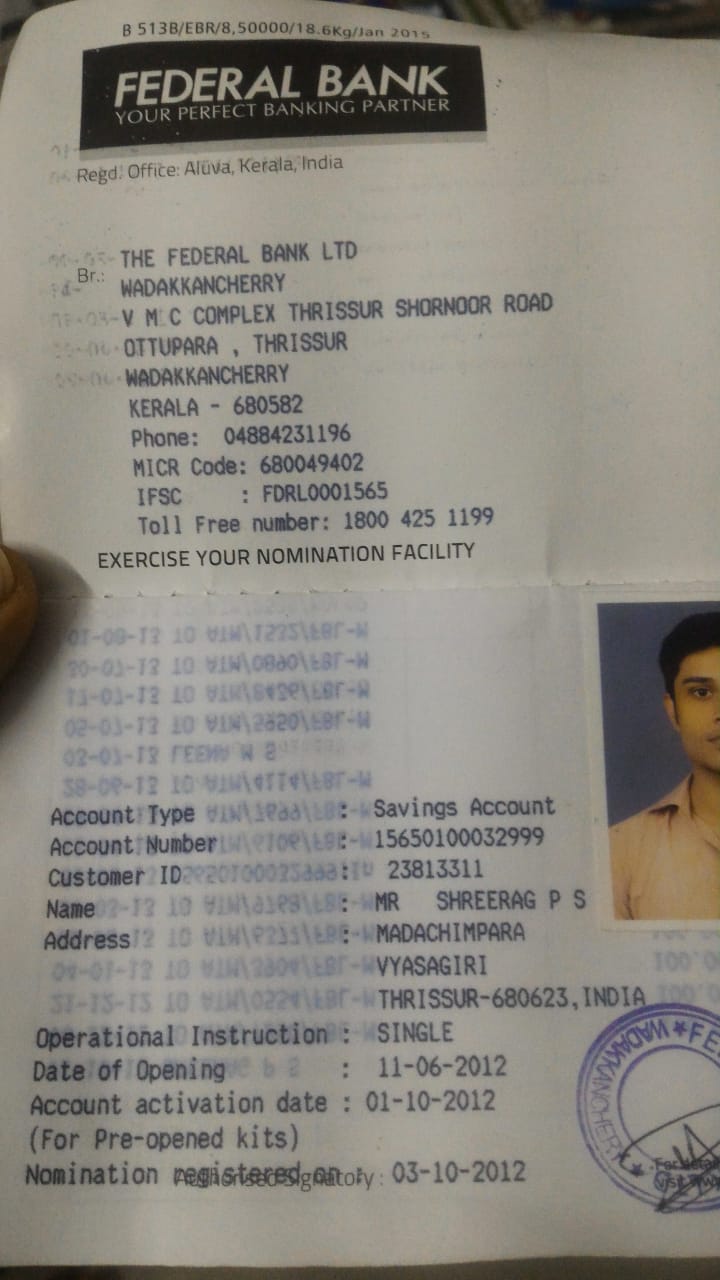 B 513B/EBR/8,50000/18.6Kg/Jan 2015
FEDERAL BANK
YOUR PERFECT BANKING PARTNER
Regd. Office: Aluva, Kerala, India
Br.: THE FEDERAL BANK LTD
WADAKKANCHERRY
V M C COMPLEX THRISSUR SHORNOOR ROAD
OTTUPARA , THRISSUR
WADAKKANCHERRY
KERALA - 680582
Phone: 04884231196
MICR Code: 680049402
IFSC : FDRL0001565
Toll Free number: 1800 425 1199
EXERCISE YOUR NOMINATION FACILITY
Account Type : Savings Account
Account Number : 15650100032999
Customer ID : 23813311
Name : MR SHREERAG P S
Address : MADACHIMPARA
VYASAGIRI
THRISSUR-680623,INDIA
Operational Instruction : SINGLE
Date of Opening : 11-06-2012
Account activation date : 01-10-2012
(For Pre-opened kits)
Nomination registered on : 03-10-2012
Authorised Signatory :
WADAKKANCHERY ★ FE